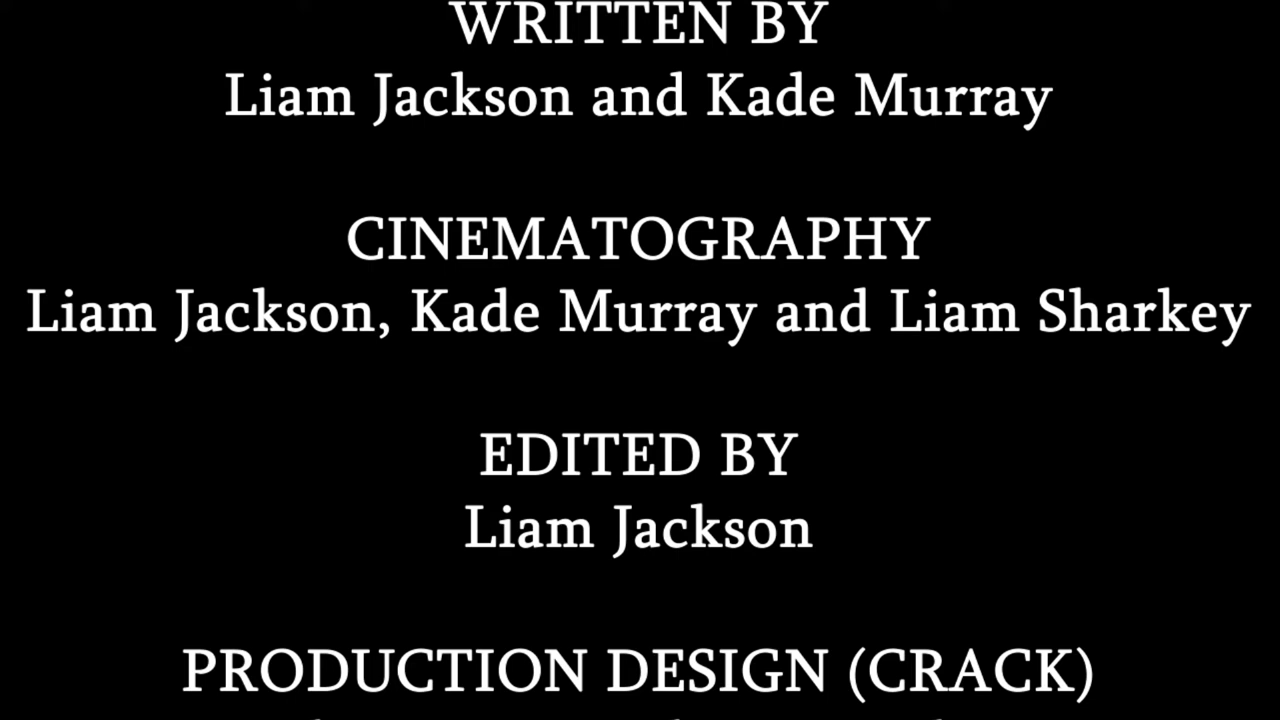 WRITTEN BY
Liam Jackson and Kade Murray
CINEMATOGRAPHY
Liam Jackson, Kade Murray and Liam Sharkey
EDITED BY
Liam Jackson
PRODUCTION DESIGN (CRACK)